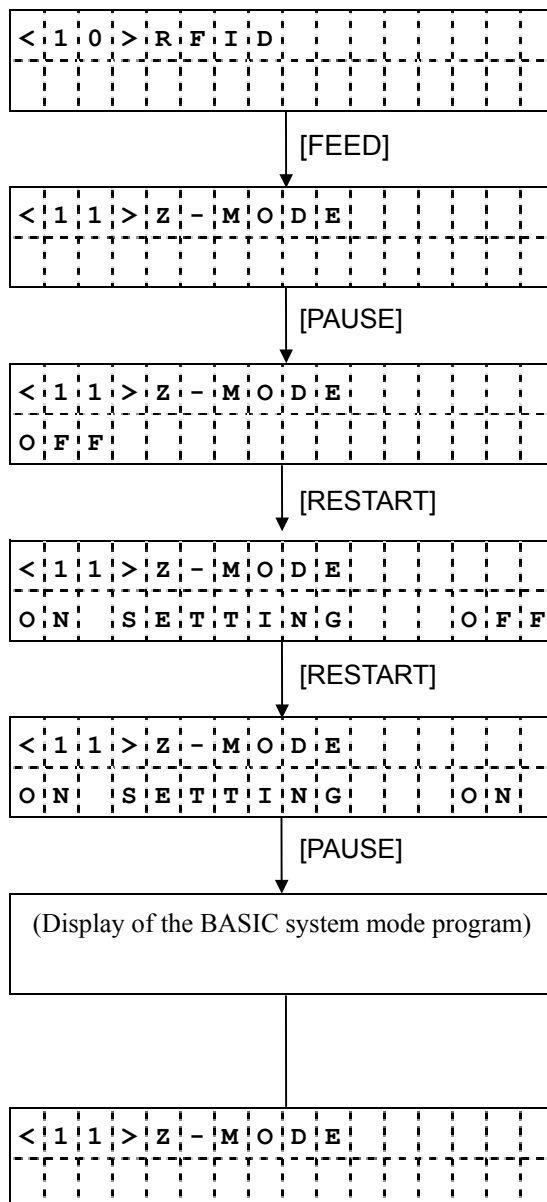 <10>RFID
[FEED]
<11>Z-MODE
[PAUSE]
<11>Z-MODE
OFF
[RESTART]
<11>Z-MODE
ON SETTING OFF
[RESTART]
<11>Z-MODE
ON SETTING ON
[PAUSE]
(Display of the BASIC system mode program)
<11>Z-MODE